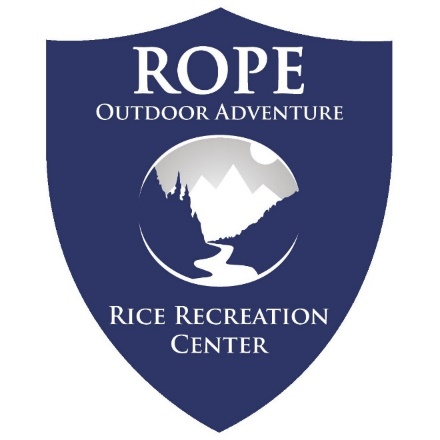 ROPE
OUTDOOR ADVENTURE
RICE RECREATION
CENTER